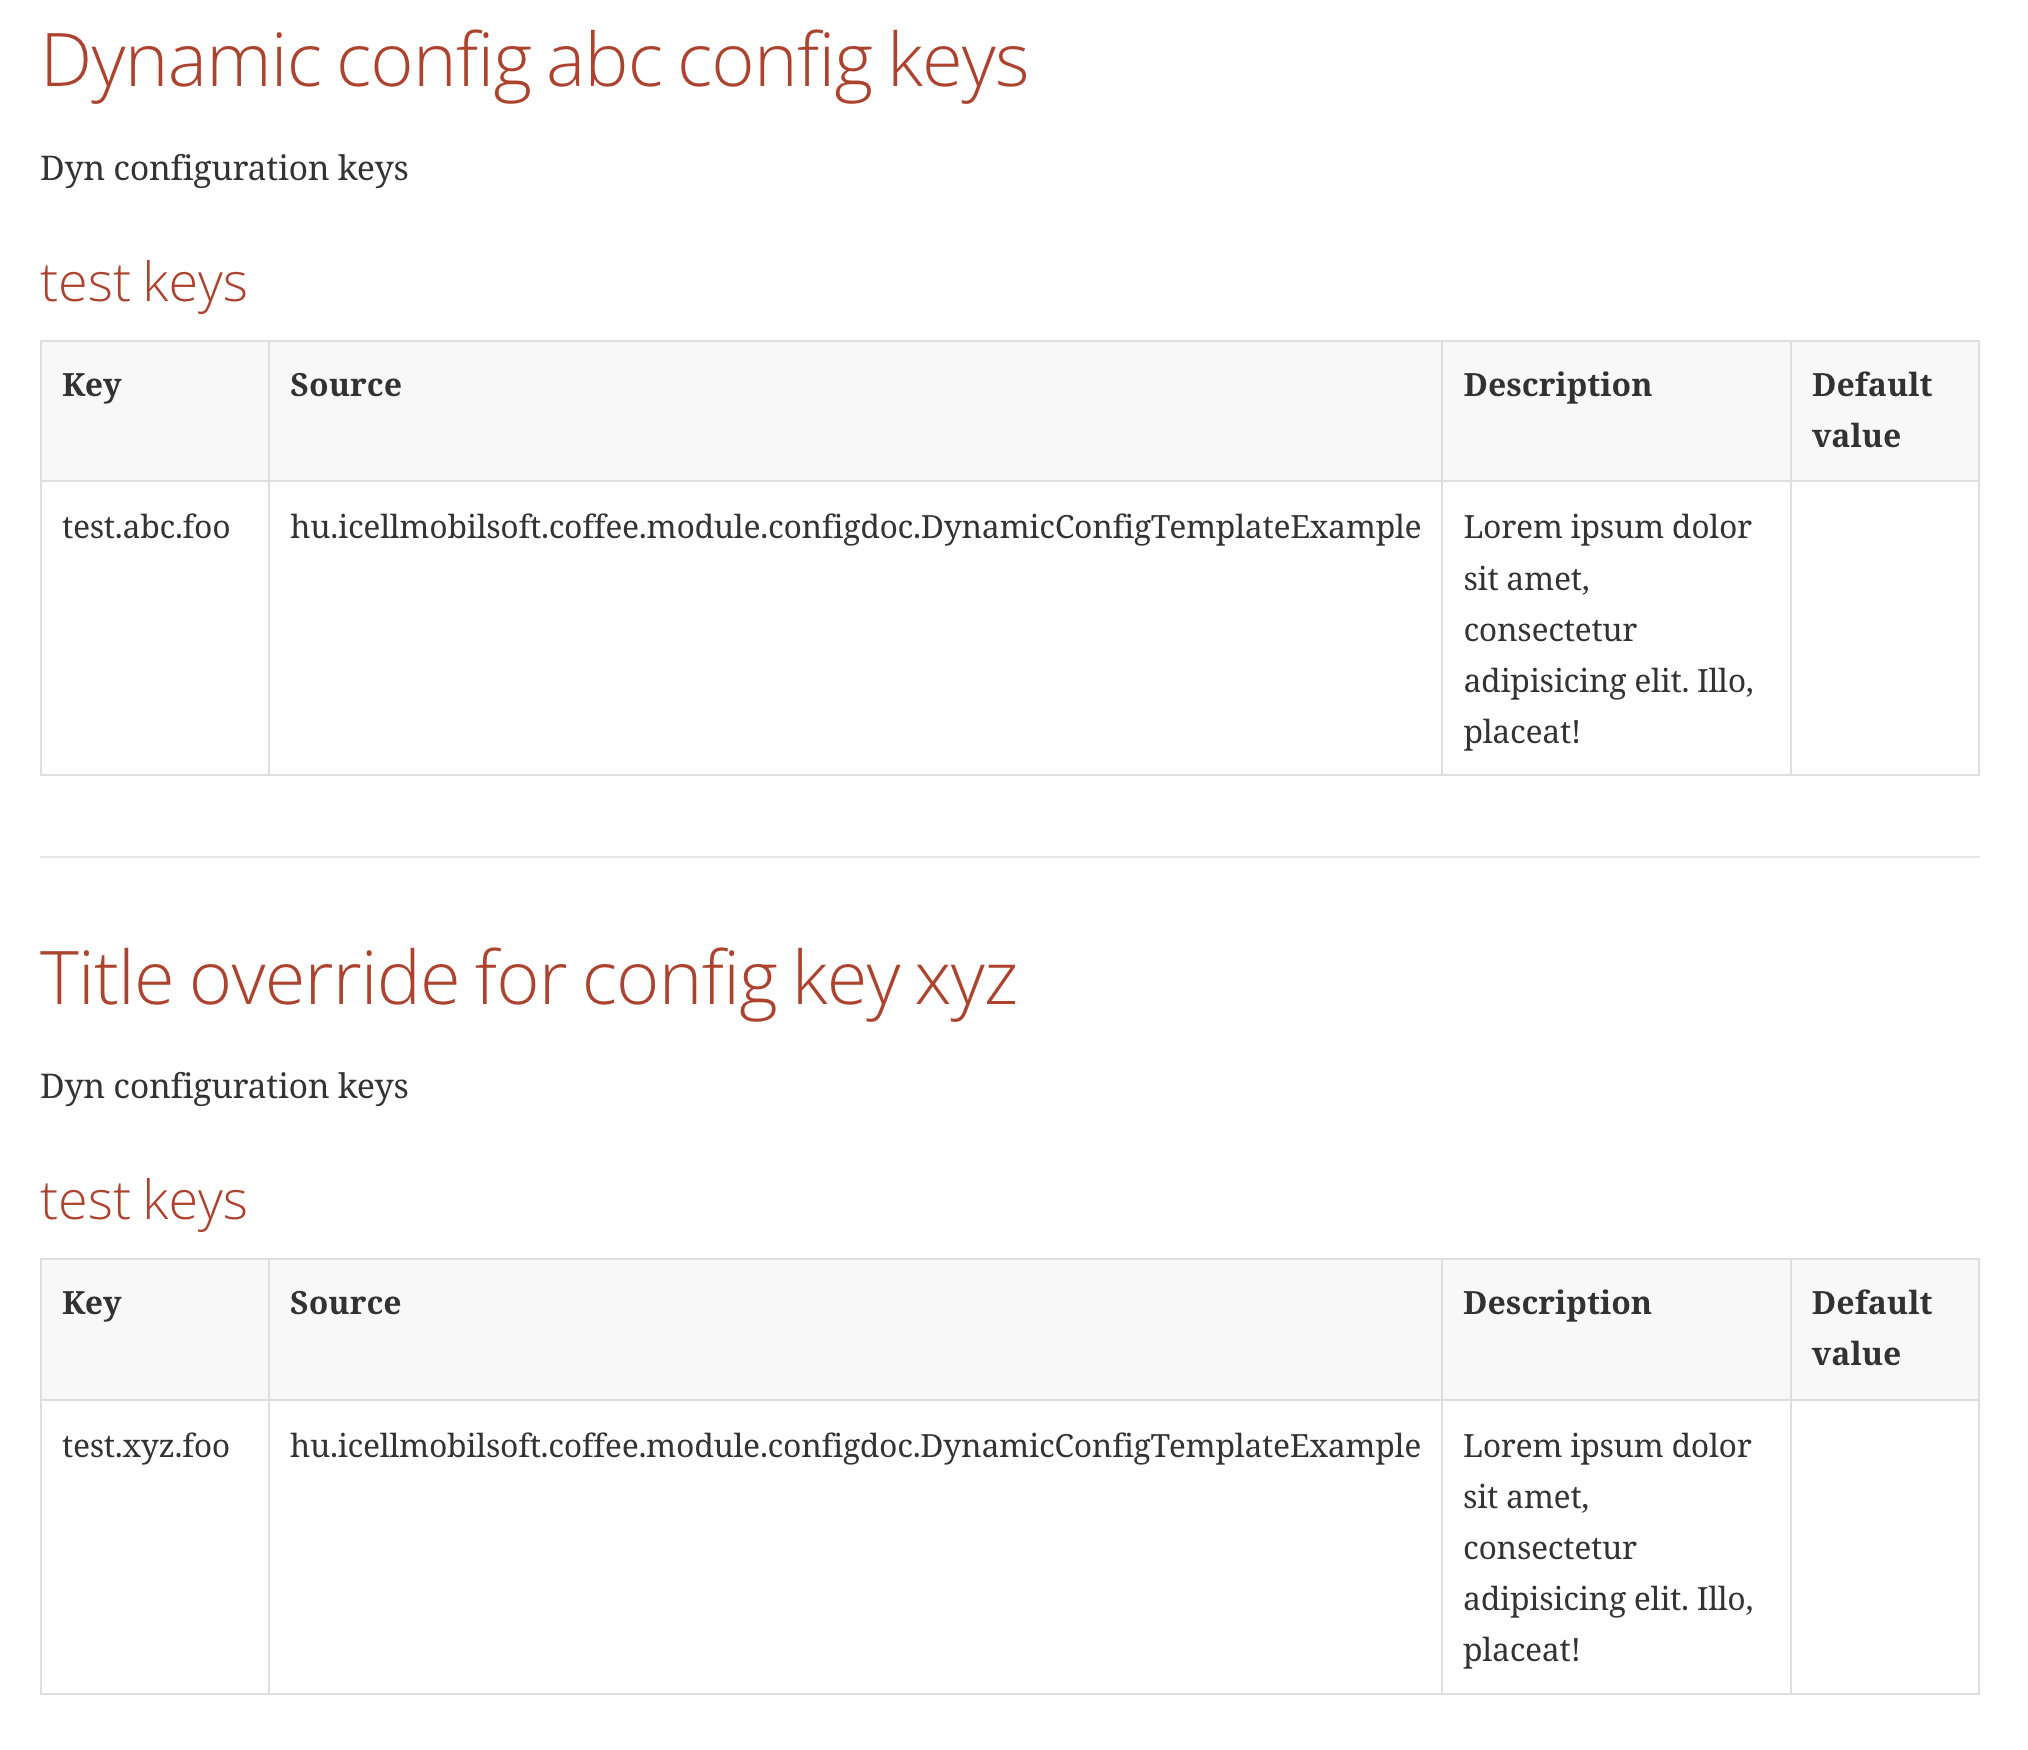 Dynamic config abc config keys
Dyn configuration keys
test keys
Key Source Description Default
value
test.abc.foo hu.icellmobilsoft.coffee.module.configdoc.DynamicConfigTemplateExample Lorem ipsum dolor
sit amet,
consectetur
adipisicing elit. Illo,
placeat!
Title override for config key xyz
Dyn configuration keys
test keys
Key Source Description Default
value
test.xyz.foo hu.icellmobilsoft.coffee.module.configdoc.DynamicConfigTemplateExample Lorem ipsum dolor
sit amet,
consectetur
adipisicing elit. Illo,
placeat!